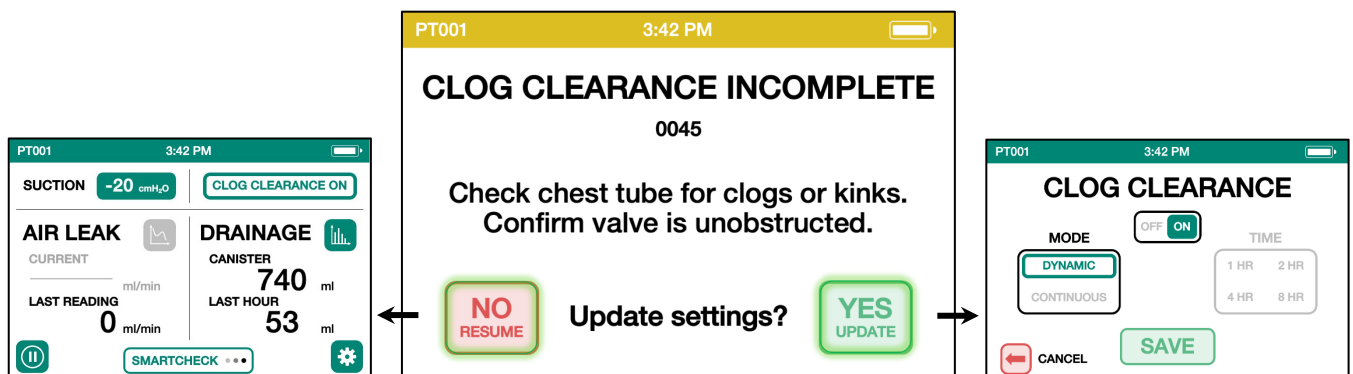 PT001 3:42 PM
SUCTION -20 cmH₂O CLOG CLEARANCE ON
AIR LEAK DRAINAGE
CURRENT CANISTER
ml/min 740 ml
LAST READING LAST HOUR
0 ml/min 53 ml
SMARTCHECK
PT001 3:42 PM
CLOG CLEARANCE INCOMPLETE
0045
Check chest tube for clogs or kinks.
Confirm valve is unobstructed.
NO
RESUME
Update settings?
YES
UPDATE
PT001 3:42 PM
CLOG CLEARANCE
OFF ON
MODE TIME
DYNAMIC 1 HR 2 HR
CONTINUOUS 4 HR 8 HR
CANCEL SAVE